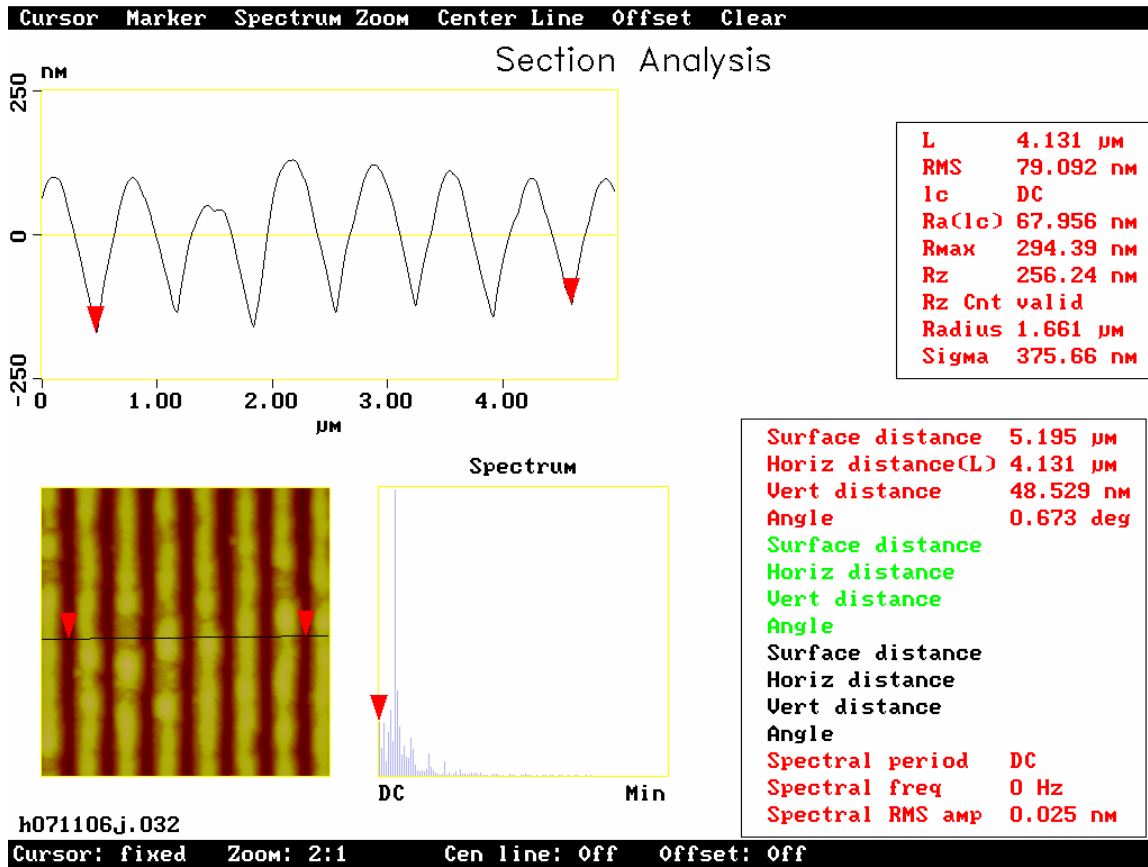 Cursor Marker Spectrum Zoom Center Line Offset Clear
Section Analysis
nM
250
0
-250
0 1.00 2.00 3.00 4.00
µM
L 4.131 µM
RMS 79.092 nM
lc DC
Ra(lc) 67.956 nM
RMax 294.39 nM
Rz 256.24 nM
Rz Cnt valid
Radius 1.661 µM
SigMa 375.66 nM
Surface distance 5.195 µM
Horiz distance(L) 4.131 µM
Vert distance 48.529 nM
Angle 0.673 deg
Surface distance
Horiz distance
Vert distance
Angle
Surface distance
Horiz distance
Vert distance
Angle
Spectral period DC
Spectral freq 0 Hz
Spectral RMS aMp 0.025 nM
SpectruM
DC Min
h071106j.032
Cursor: fixed Zoom: 2:1 Cen line: Off Offset: Off